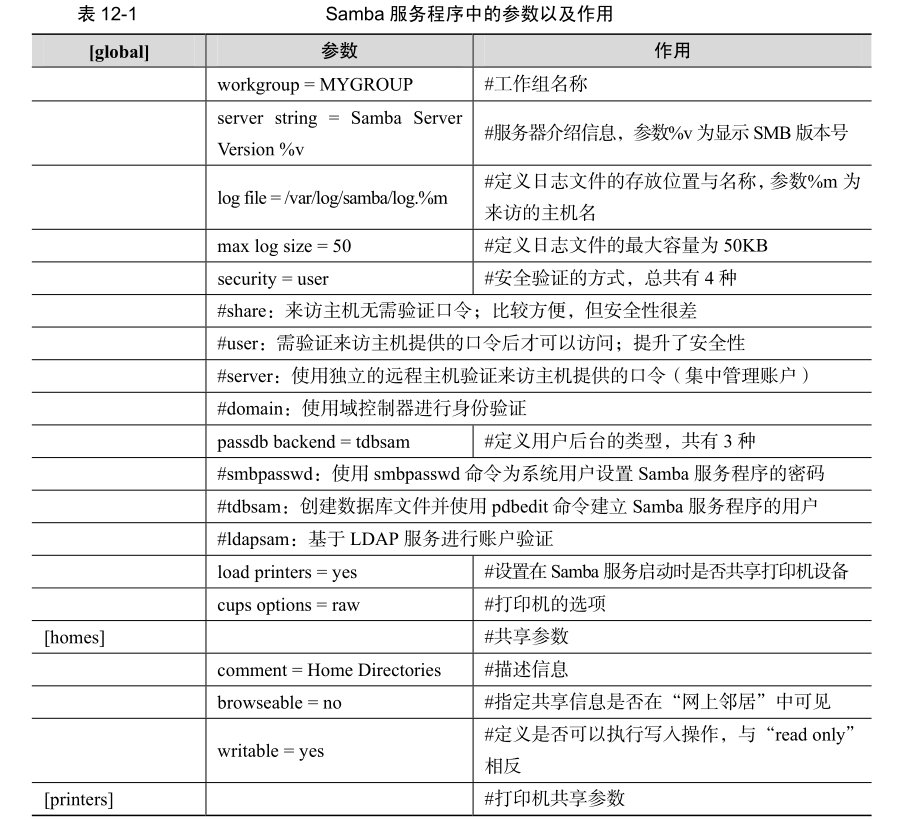 表 12-1 Samba 服务程序中的参数以及作用
[global] 参数 作用
workgroup = MYGROUP #工作组名称
server string = Samba Server
Version %v
#服务器介绍信息，参数%v 为显示 SMB 版本号
log file = /var/log/samba/log.%m
#定义日志文件的存放位置与名称，参数%m 为
来访的主机名
max log size = 50 #定义日志文件的最大容量为 50KB
security = user #安全验证的方式，总共有 4 种
#share：来访主机无需验证口令；比较方便，但安全性很差
#user：需验证来访主机提供的口令后才可以访问；提升了安全性
#server：使用独立的远程主机验证来访主机提供的口令（集中管理账户）
#domain：使用域控制器进行身份验证
passdb backend = tdbsam #定义用户后台的类型，共有 3 种
#smbpasswd：使用 smbpasswd 命令为系统用户设置 Samba 服务程序的密码
#tdbsam：创建数据库文件并使用 pdbedit 命令建立 Samba 服务程序的用户
#ldapsam：基于 LDAP 服务进行账户验证
load printers = yes #设置在 Samba 服务启动时是否共享打印机设备
cups options = raw #打印机的选项
[homes] #共享参数
comment = Home Directories #描述信息
browseable = no #指定共享信息是否在“网上邻居”中可见
writable = yes
#定义是否可以执行写入操作，与“read only”
相反
[printers] #打印机共享参数